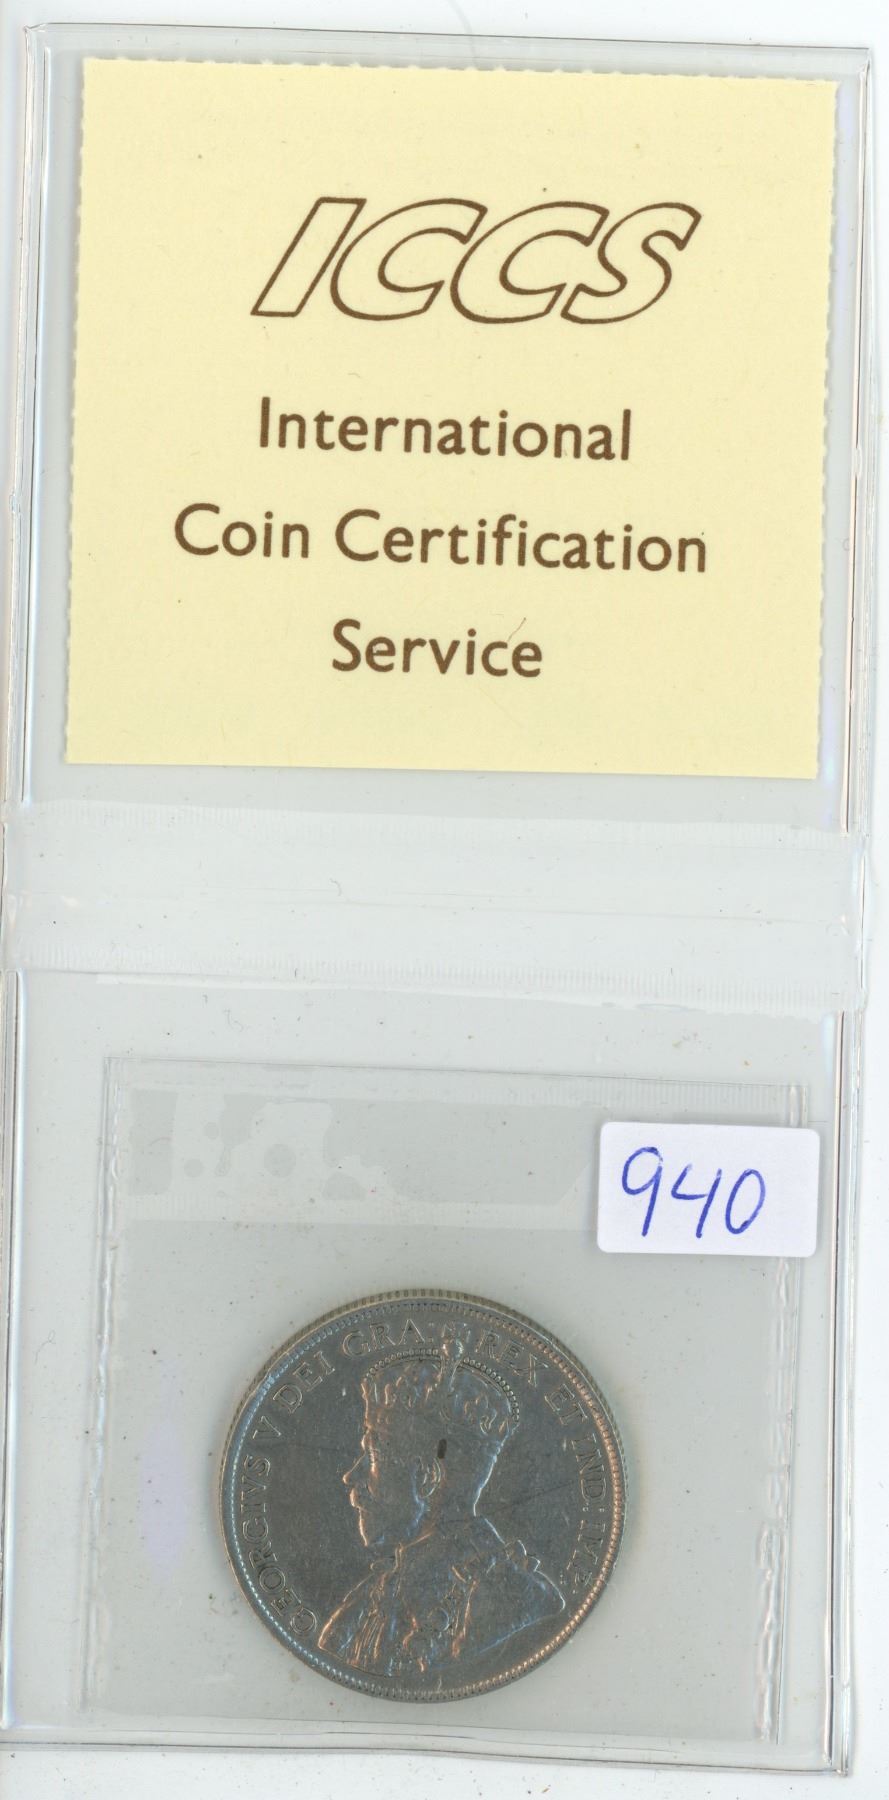 ICCS
International
Coin Certification
Service
940
GEORGIVS V DEI GRA: REX ET IND: IMP: